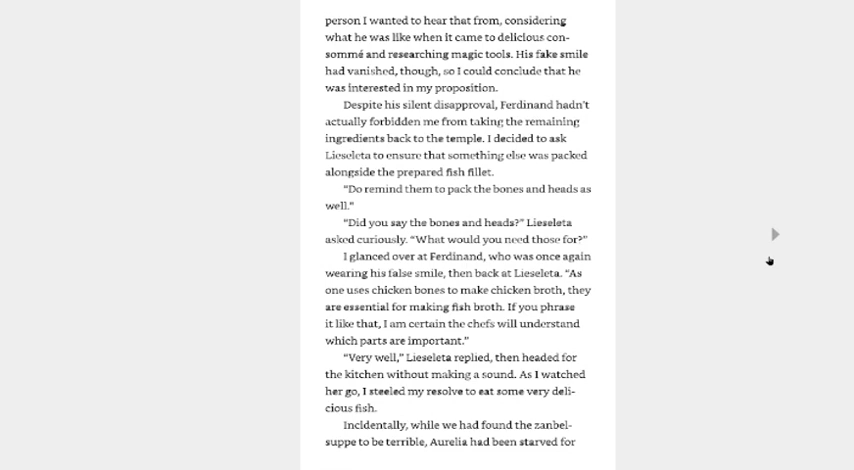 person I wanted to hear that from, considering
what he was like when it came to delicious con-
sommé and researching magic tools. His fake smile
had vanished, though, so I could conclude that he
was interested in my proposition.
Despite his silent disapproval, Ferdinand hadn't
actually forbidden me from taking the remaining
ingredients back to the temple. I decided to ask
Lieseleta to ensure that something else was packed
alongside the prepared fish fillet.
“Do remind them to pack the bones and heads as
well.”
“Did you say the bones and heads?” Lieseleta
asked curiously. “What would you need those for?”
I glanced over at Ferdinand, who was once again
wearing his false smile, then back at Lieseleta. “As
one uses chicken bones to make chicken broth, they
are essential for making fish broth. If you phrase
it like that, I am certain the chefs will understand
which parts are important.”
“Very well,” Lieseleta replied, then headed for
the kitchen without making a sound. As I watched
her go, I steeled my resolve to eat some very deli-
cious fish.
Incidentally, while we had found the zanbel-
suppe to be terrible, Aurelia had been starved for